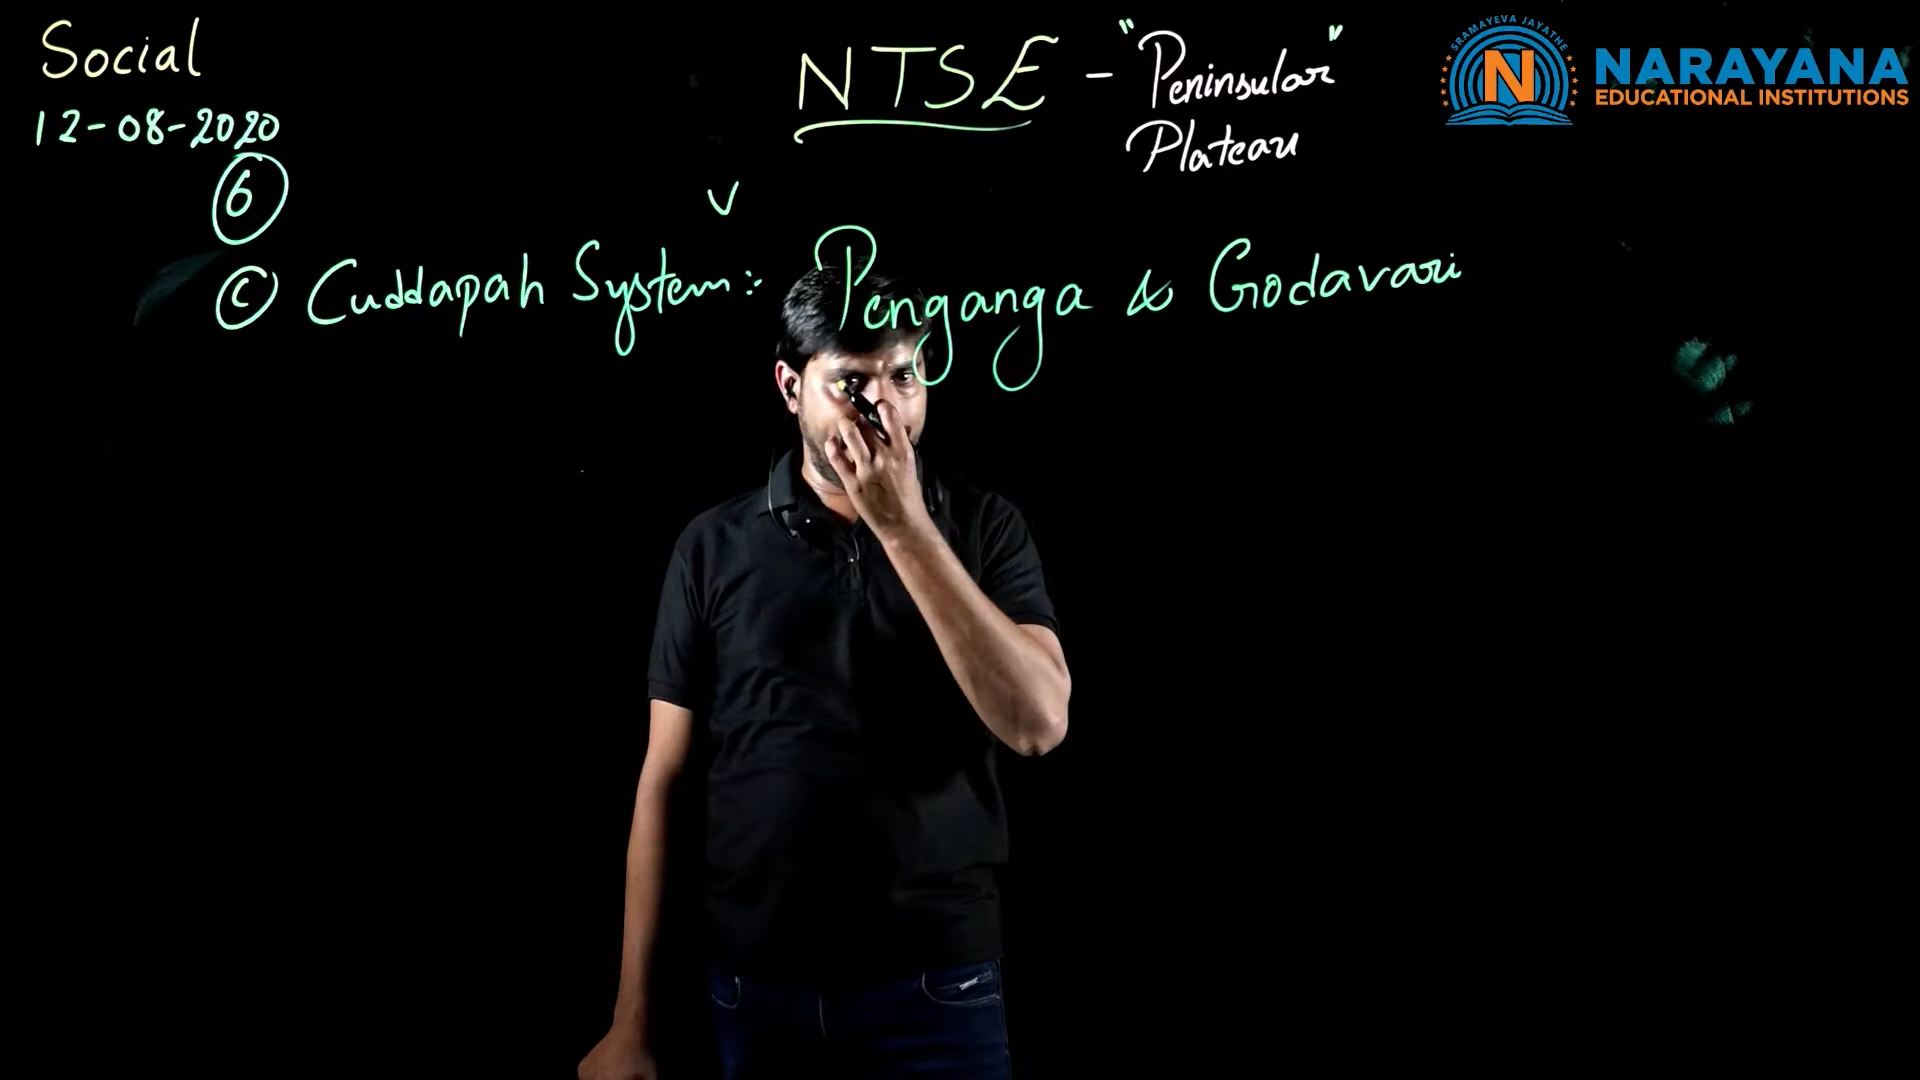 Social
12-08-2020
NTSE - "Peninsular"
Plateau
SRAMAYEVA JAYATHE
N
NARAYANA
EDUCATIONAL INSTITUTIONS
6
v
C Cuddapah System:- Penganga & Godavari